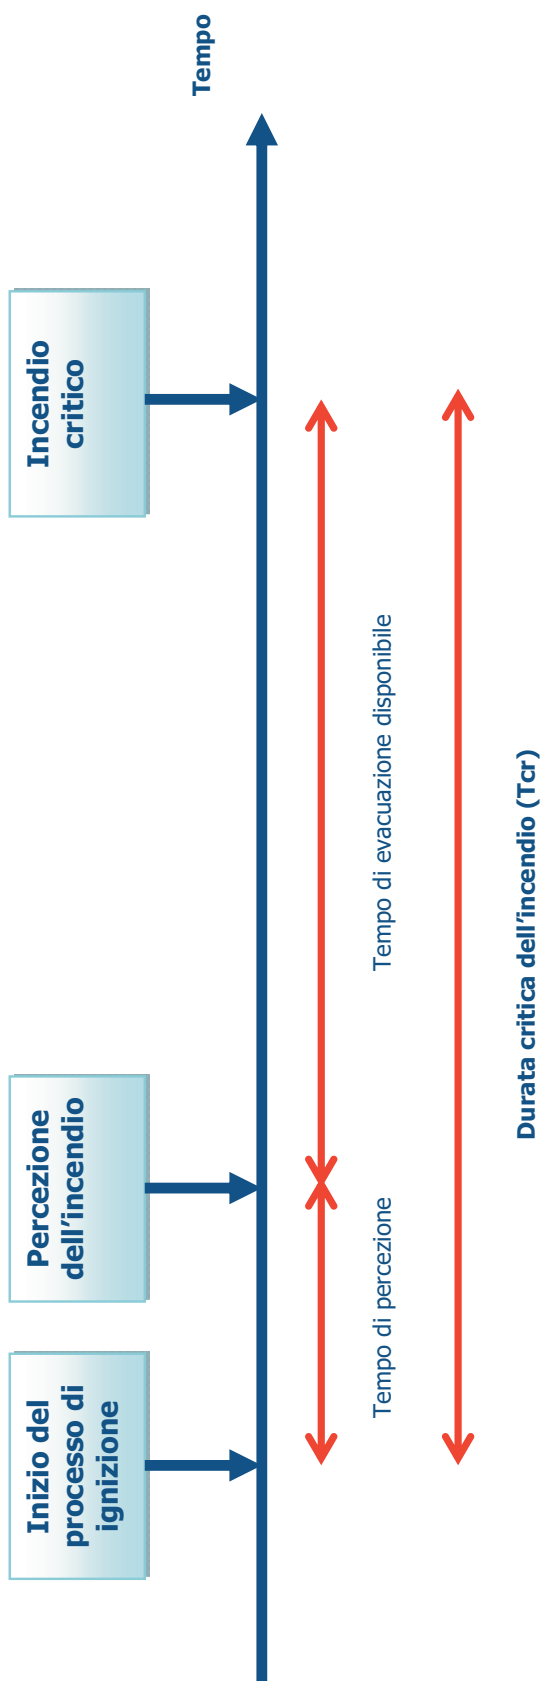 Inizio del
processo di
ignizione
Percezione
dell’incendio
Incendio
critico
Tempo
Tempo di percezione
Tempo di evacuazione disponibile
Durata critica dell’incendio (Tcr)